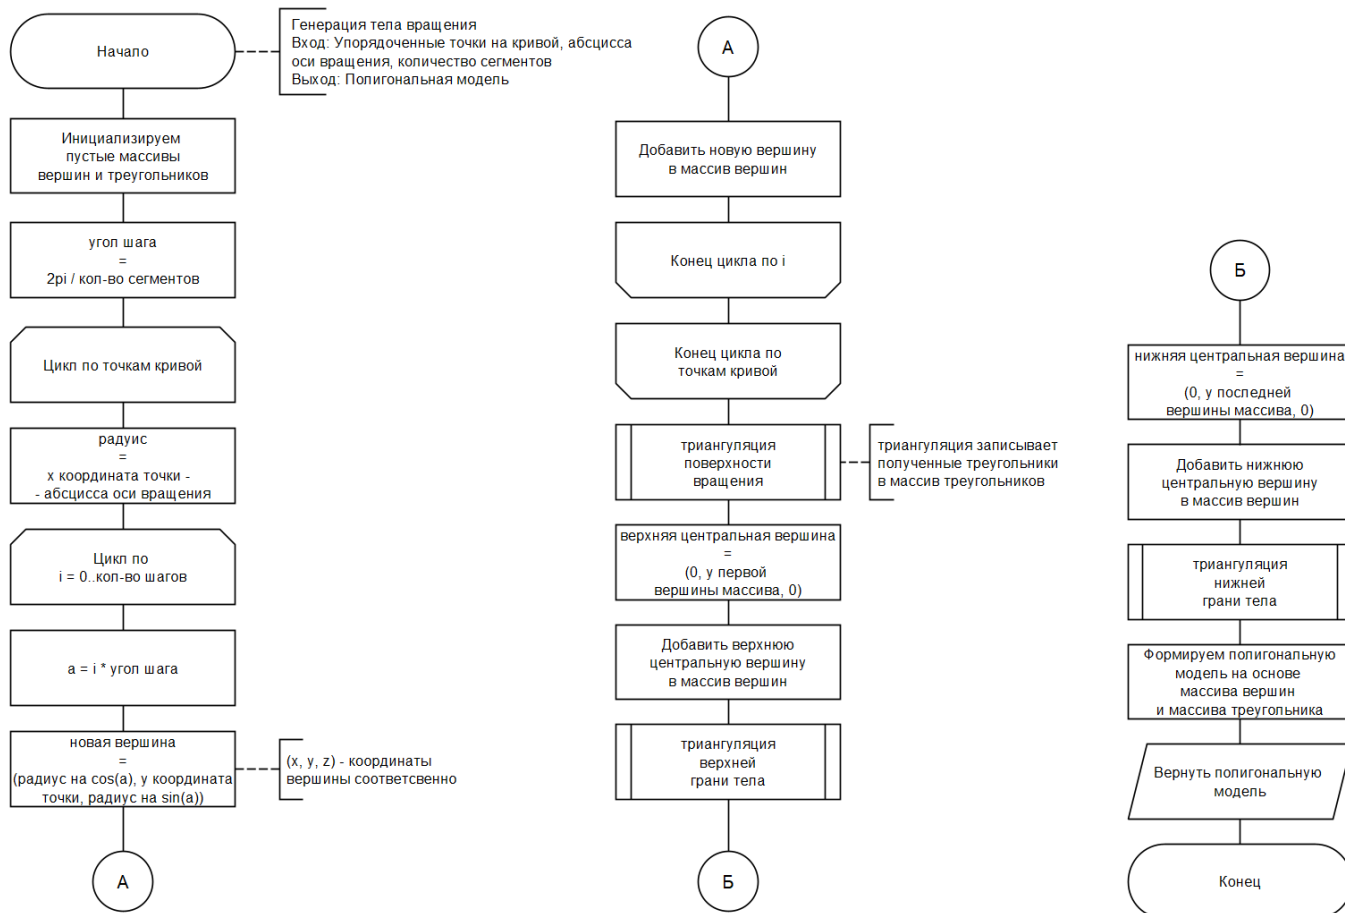 Начало
Генерация тела вращения
Вход: Упорядоченные точки на кривой, абсцисса
оси вращения, количество сегментов
Выход: Полигональная модель
Инициализируем
пустые массивы
вершин и треугольников
угол шага
=
2pi / кол-во сегментов
Цикл по точкам кривой
радуис
=
x координата точки -
- абсцисса оси вращения
Цикл по
i = 0..кол-во шагов
a = i * угол шага
новая вершина
=
(радиус на cos(a), y координата
точки, радиус на sin(a))
(x, y, z) - координаты
вершины соответсвенно
А
А
Добавить новую вершину
в массив вершин
Конец цикла по i
Конец цикла по
точкам кривой
триангуляция
поверхности
вращения
триангуляция записывает
полученные треугольники
в массив треугольников
верхняя центральная вершина
=
(0, y первой
вершины массива, 0)
Добавить верхнюю
центральную вершину
в массив вершин
триангуляция
верхней
грани тела
Б
Б
нижняя центральная вершина
=
(0, y последней
вершины массива, 0)
Добавить нижнюю
центральную вершину
в массив вершин
триангуляция
нижней
грани тела
Формируем полигональную
модель на основе
массива вершин
и массива треугольника
Вернуть полигональную
модель
Конец